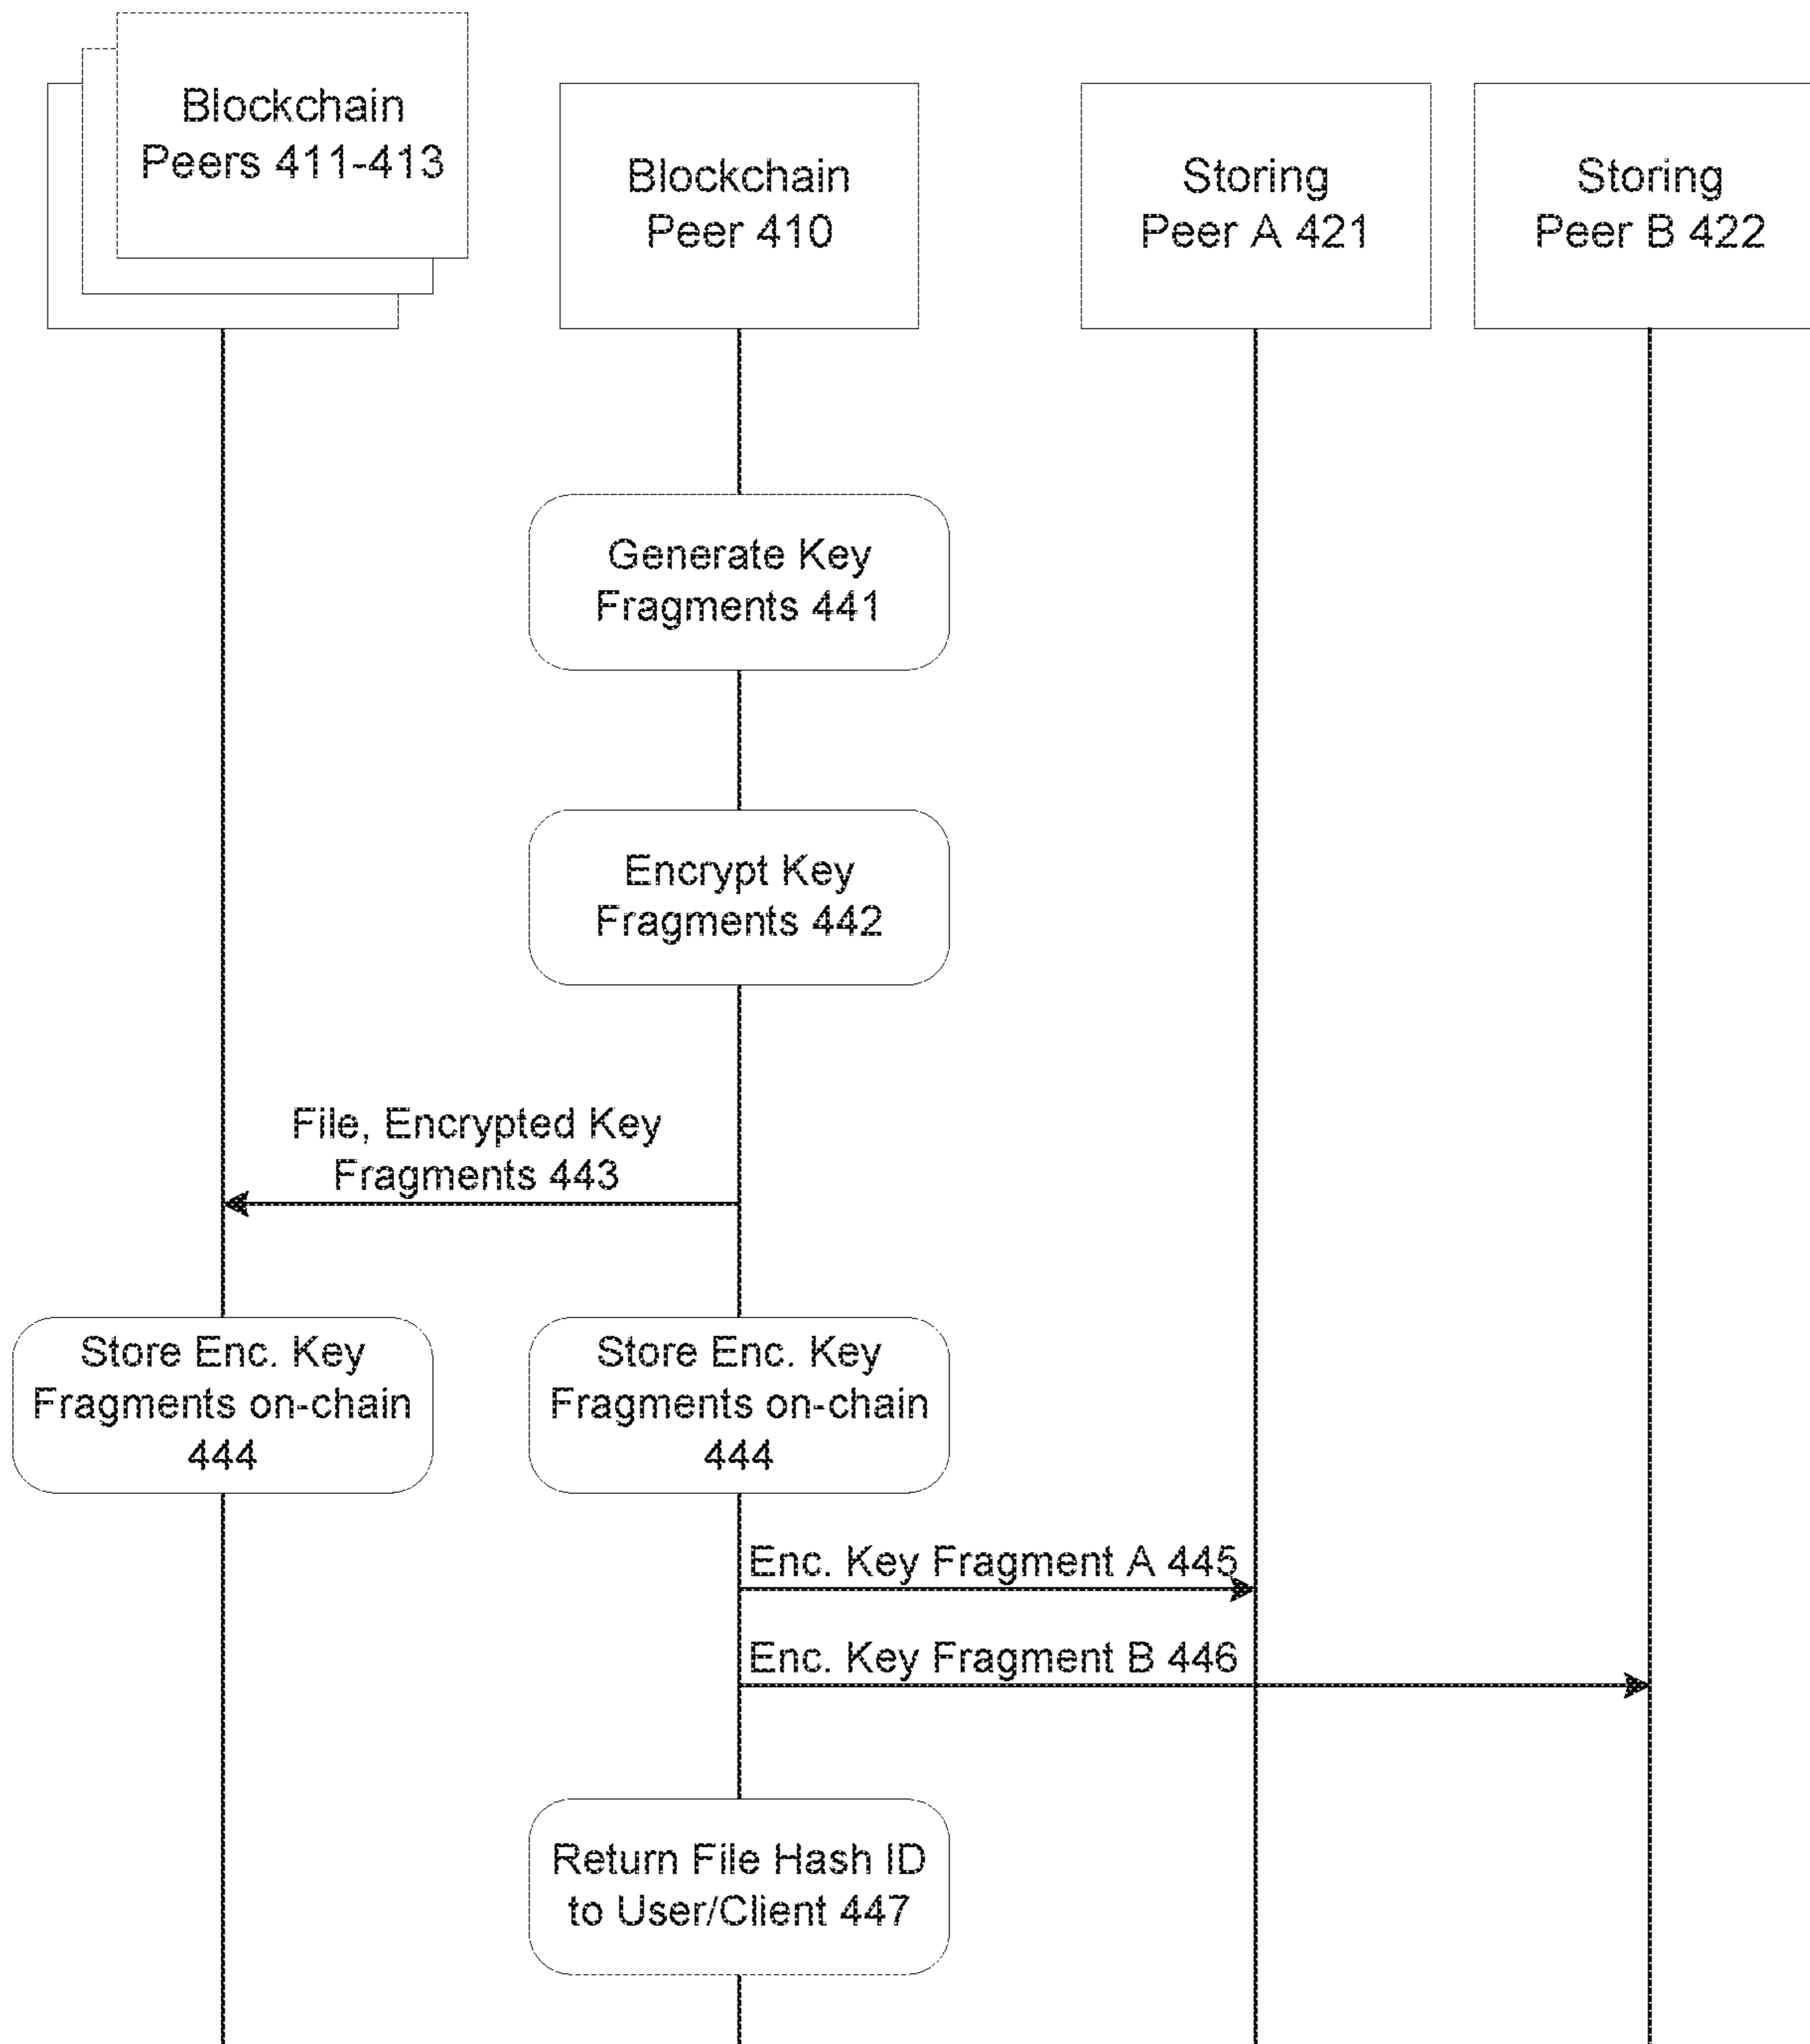 Blockchain
Peers 411-413
Blockchain
Peer 410
Storing
Peer A 421
Storing
Peer B 422
Generate Key
Fragments 441
Encrypt Key
Fragments 442
File, Encrypted Key
Fragments 443
Store Enc. Key
Fragments on-chain
444
Store Enc. Key
Fragments on-chain
444
Enc. Key Fragment A 445
Enc. Key Fragment B 446
Return File Hash ID
to User/Client 447